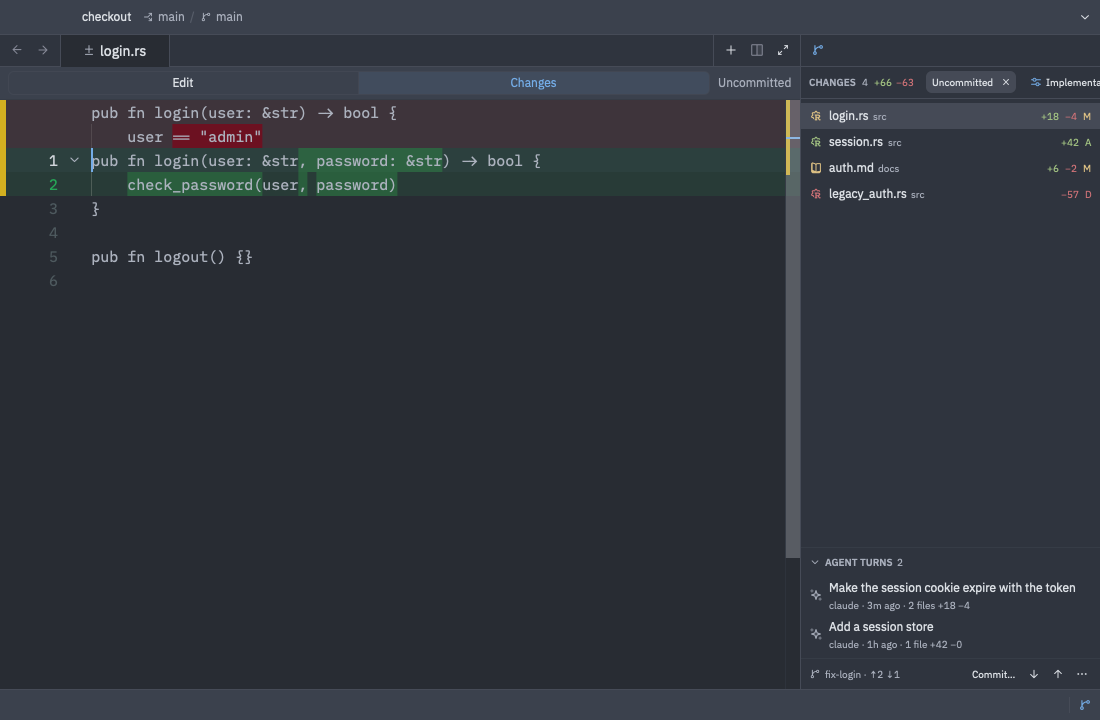 checkout main / main
login.rs
Edit Changes Uncommitted
CHANGES 4 +66 −63 Uncommitted × Implementa
pub fn login(user: &str) -> bool {
user == "admin"
1 pub fn login(user: &str, password: &str) -> bool {
2 check_password(user, password)
3 }
4
5 pub fn logout() {}
6
login.rs src +18 −4 M
session.rs src +42 A
auth.md docs +6 −2 M
legacy_auth.rs src −57 D
AGENT TURNS 2
Make the session cookie expire with the token
claude · 3m ago · 2 files +18 −4
Add a session store
claude · 1h ago · 1 file +42 −0
fix-login · ↑2 ↓1 Commit... ↓ ↑ ···